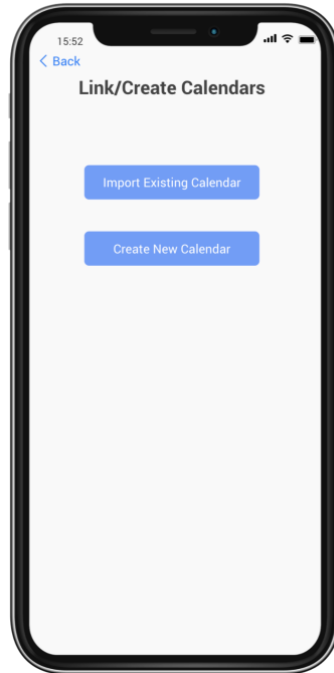 15:52
Back
Link/Create Calendars
Import Existing Calendar
Create New Calendar